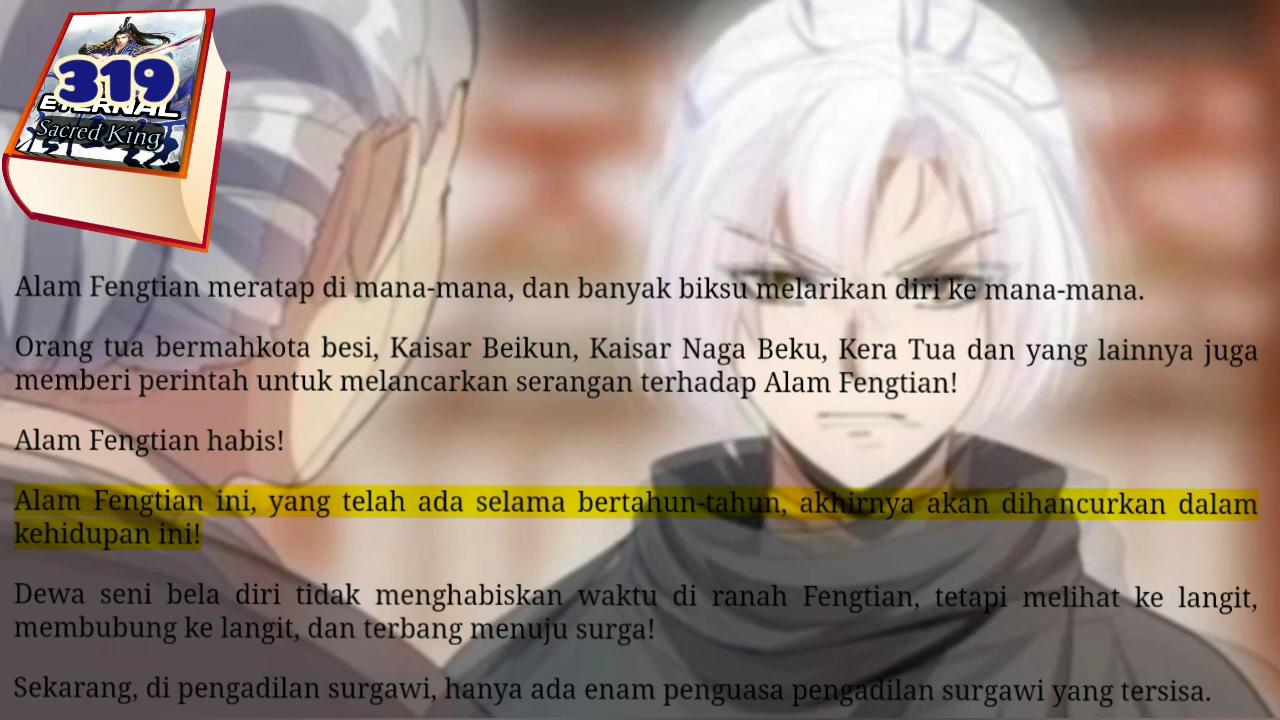 319
ETERNAL
Sacred King
Alam Fengtian meratap di mana-mana, dan banyak biksu melarikan diri ke mana-mana.
Orang tua bermahkota besi, Kaisar Beikun, Kaisar Naga Beku, Kera Tua dan yang lainnya juga
memberi perintah untuk melancarkan serangan terhadap Alam Fengtian!
Alam Fengtian habis!
Alam Fengtian ini, yang telah ada selama bertahun-tahun, akhirnya akan dihancurkan dalam
kehidupan ini!
Dewa seni bela diri tidak menghabiskan waktu di ranah Fengtian, tetapi melihat ke langit,
membubung ke langit, dan terbang menuju surga!
Sekarang, di pengadilan surgawi, hanya ada enam penguasa pengadilan surgawi yang tersisa.